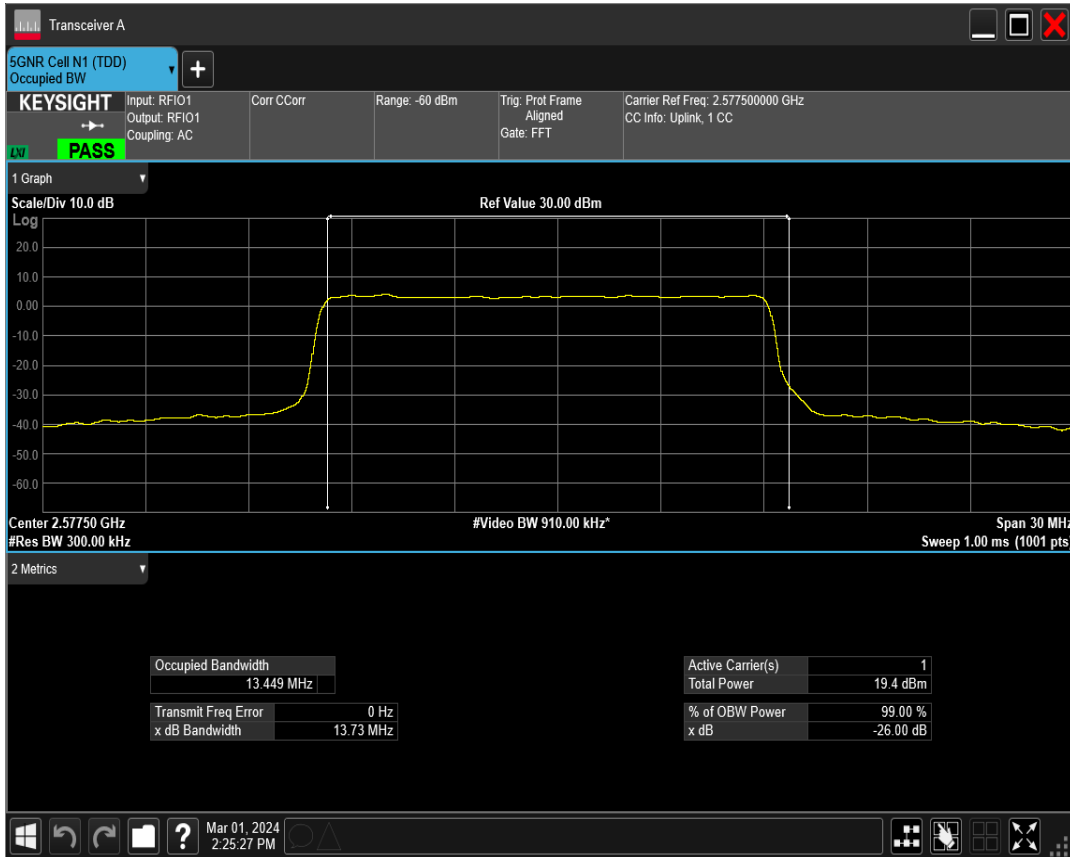 Transceiver A
5GNR Cell N1 (TDD)
Occupied BW
KEYSIGHT
LXI
PASS
Input: RFIO1
Output: RFIO1
Coupling: AC
Corr CCorr
Range: -60 dBm
Trig: Prot Frame
Aligned
Gate: FFT
Carrier Ref Freq: 2.577500000 GHz
CC Info: Uplink, 1 CC
1 Graph
Scale/Div 10.0 dB
Ref Value 30.00 dBm
Log
20.0
10.0
0.00
-10.0
-20.0
-30.0
-40.0
-50.0
-60.0
Center 2.57750 GHz
#Video BW 910.00 kHz*
Span 30 MHz
#Res BW 300.00 kHz
Sweep 1.00 ms (1001 pts)
2 Metrics
Occupied Bandwidth
13.449 MHz
Transmit Freq Error 0 Hz
x dB Bandwidth 13.73 MHz
Active Carrier(s) 1
Total Power 19.4 dBm
% of OBW Power 99.00 %
x dB -26.00 dB
Mar 01, 2024
2:25:27 PM